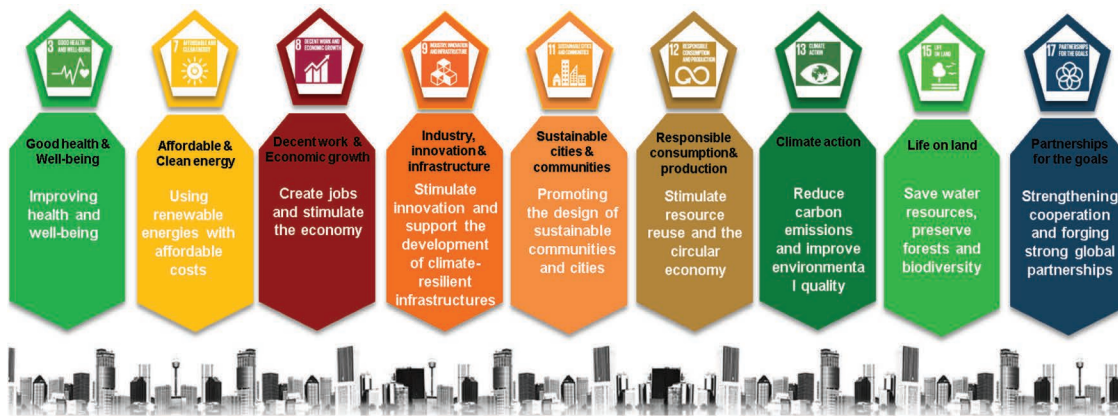 3 GOOD HEALTH
AND WELL-BEING
7 AFFORDABLE AND
CLEAN ENERGY
8 DECENT WORK AND
ECONOMIC GROWTH
9 INDUSTRY, INNOVATION
AND INFRASTRUCTURE
11 SUSTAINABLE CITIES
AND COMMUNITIES
12 RESPONSIBLE
CONSUMPTION
AND PRODUCTION
13 CLIMATE
ACTION
15 LIFE
ON LAND
17 PARTNERSHIPS
FOR THE GOALS
Good health &
Well-being
Improving
health and
well-being
Affordable &
Clean energy
Using
renewable
energies with
affordable
costs
Decent work &
Economic growth
Create jobs
and stimulate
the economy
Industry,
innovation &
infrastructure
Stimulate
innovation and
support the
development
of climate-
resilient
infrastructures
Sustainable
cities &
communities
Promoting
the design of
sustainable
communities
and cities
Responsible
consumption&
production
Stimulate
resource
reuse and the
circular
economy
Climate action
Reduce
carbon
emissions
and improve
environmenta
l quality
Life on land
Save water
resources,
preserve
forests and
biodiversity
Partnerships
for the goals
Strengthening
cooperation
and forging
strong global
partnerships